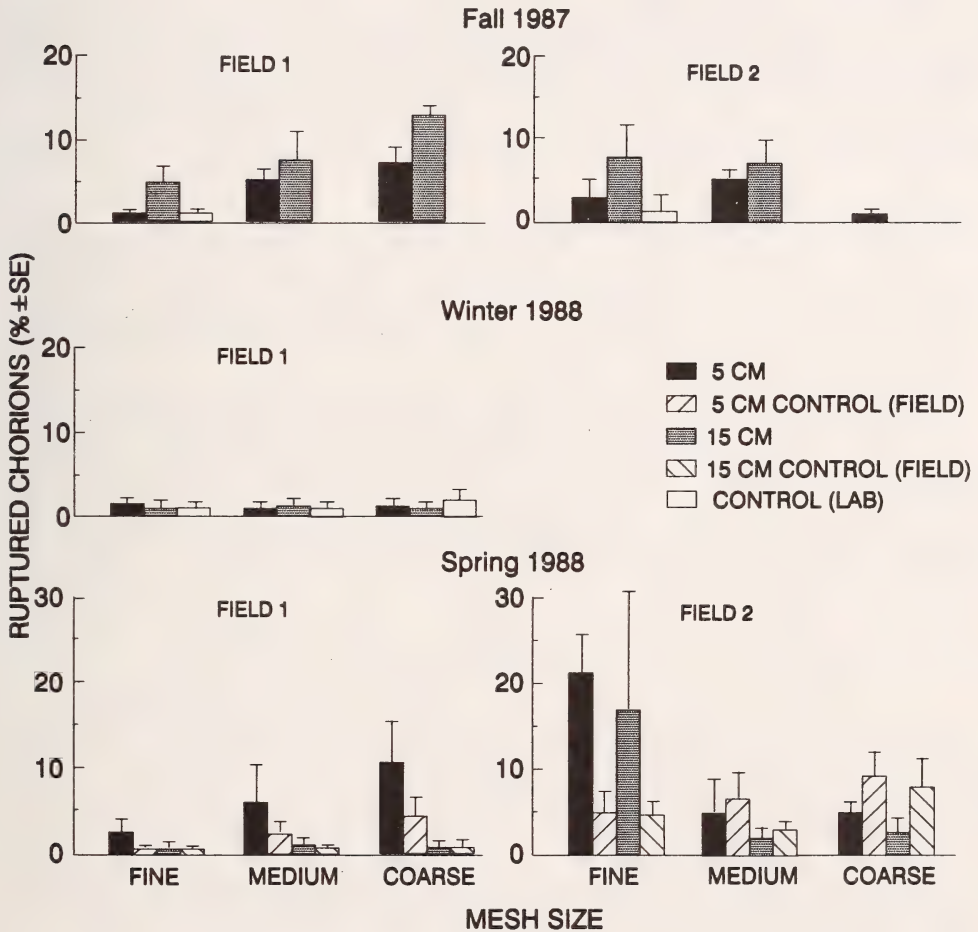 Fall 1987
FIELD 1
20
10
0
FIELD 2
20
10
5
0
Winter 1988
FIELD 1
20
10
0
5 CM
5 CM CONTROL (FIELD)
15 CM
15 CM CONTROL (FIELD)
CONTROL (LAB)
Spring 1988
FIELD 1
30
20
10
0
FINE
MEDIUM
COARSE
FIELD 2
30
20
10
0
FINE
MEDIUM
COARSE
RUPTURED CHORIONS (% ±SE)
MESH SIZE